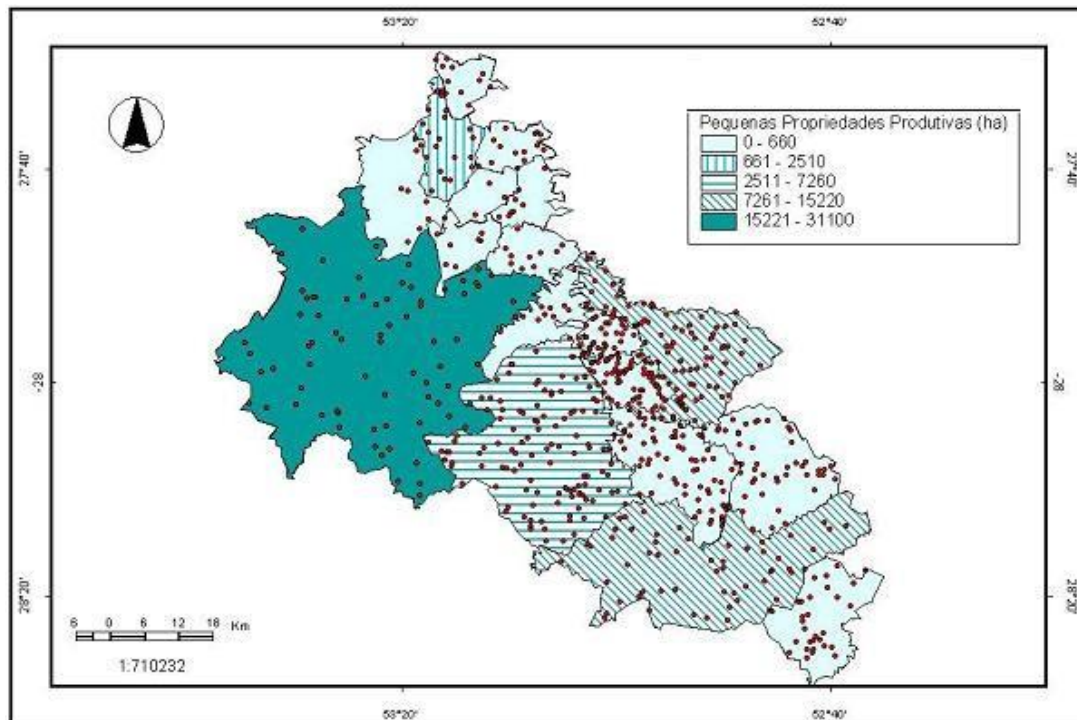 53°20'
52°40'
Pequenas Propriedades Produtivas (ha)
0 - 660
661 - 2510
2511 - 7260
7261 - 15220
15221 - 31100
27°40'
27°40'
-28
-28
28°20'
28°20'
6 0 6 12 18 Km
1:710232
53°20'
52°40'